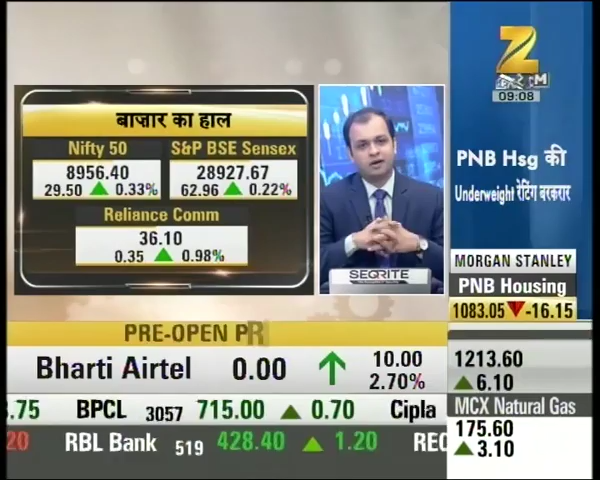 Z
09:08
बाज़ार का हाल
Nifty 50
8956.40
29.50 0.33%
S&P BSE Sensex
28927.67
62.96 0.22%
Reliance Comm
36.10
0.35 0.98%
SEQRITE
PNB Hsg की
Underweight रेटिंग बरकरार
MORGAN STANLEY
PNB Housing
1083.05 -16.15
PRE-OPEN PR
Bharti Airtel 0.00 10.00
2.70%
1213.60
6.10
MCX Natural Gas
175.60
3.10
.75 BPCL 3057 715.00 0.70 Cipla
20 RBL Bank 519 428.40 1.20 REC